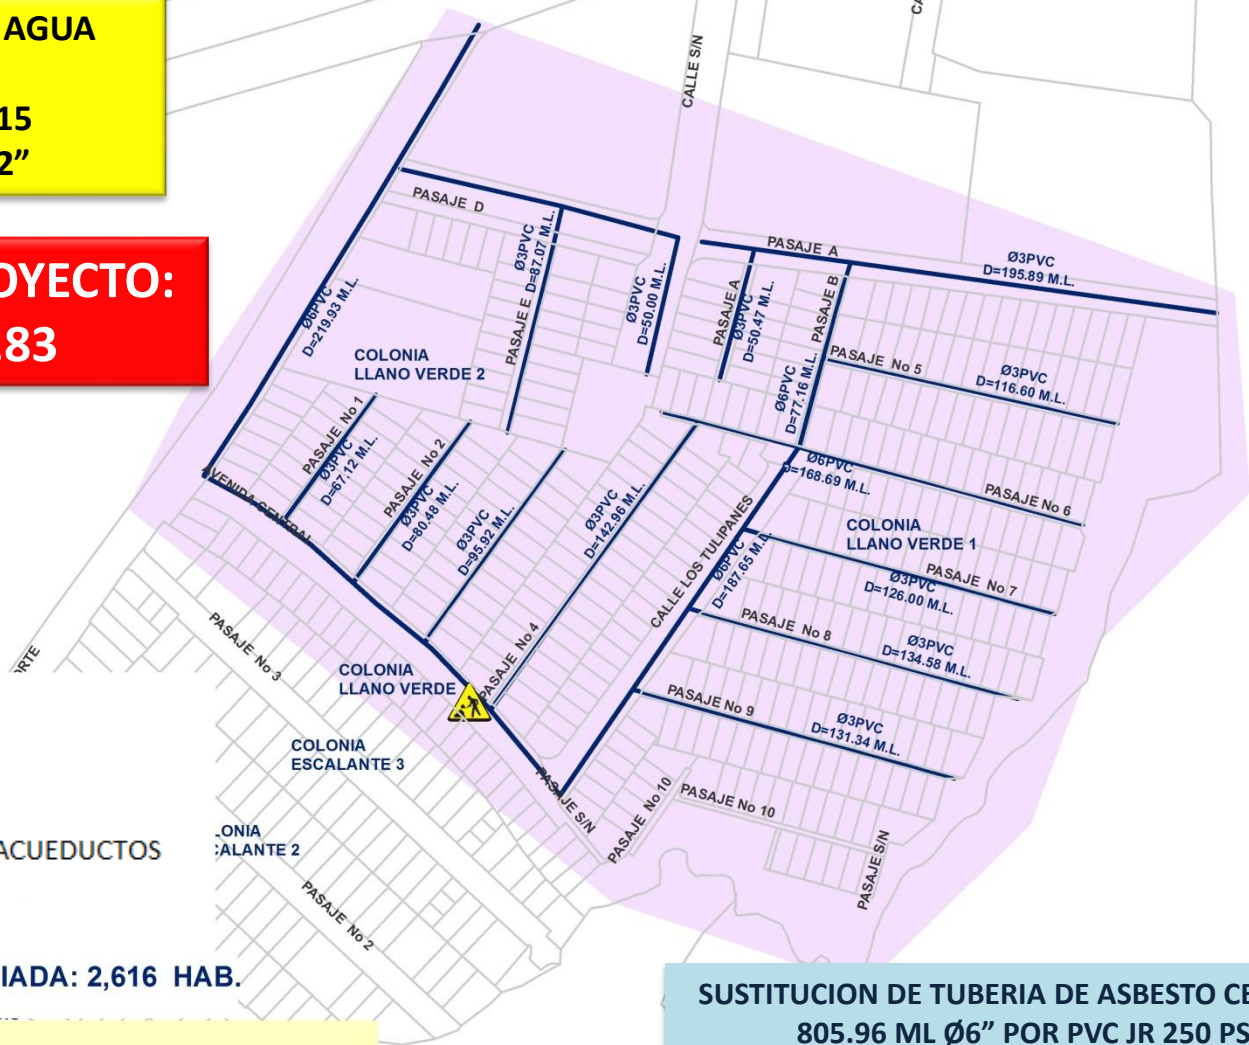 AGUA
15
2”
OYECTO:
.83
CALLE S/N
PASAJE D
PASAJE A
Ø3PVC
D=195.89 M.L.
Ø3PVC
D=87.07 M.L.
PASAJE E
Ø3PVC
D=50.00 M.L.
PASAJE A
Ø3PVC
D=50.47 M.L.
PASAJE B
Ø6PVC
D=77.16 M.L.
Ø6PVC
D=219.93 M.L.
COLONIA
LLANO VERDE 2
PASAJE No 5
Ø3PVC
D=116.60 M.L.
PASAJE No 1
Ø3PVC
D=67.12 M.L.
PASAJE No 2
Ø3PVC
D=80.48 M.L.
Ø3PVC
D=95.92 M.L.
Ø3PVC
D=142.96 M.L.
Ø6PVC
D=168.69 M.L.
PASAJE No 6
AVENIDA CENTRAL
COLONIA
LLANO VERDE 1
CALLE LOS TULIPANES
Ø6PVC
D=187.65 M.L.
PASAJE No 7
Ø3PVC
D=126.00 M.L.
PASAJE No 8
Ø3PVC
D=134.58 M.L.
PASAJE No 3
PASAJE No 4
COLONIA
LLANO VERDE
PASAJE No 9
Ø3PVC
D=131.34 M.L.
ORTE
COLONIA
ESCALANTE 3
PASAJE S/N
PASAJE No 10
PASAJE No 10
PASAJE S/N
LONIA
CALANTE 2
PASAJE No 2
ACUEDUCTOS
IADA: 2,616 HAB.
SUSTITUCION DE TUBERIA DE ASBESTO CE
805.96 ML Ø6” POR PVC JR 250 PS